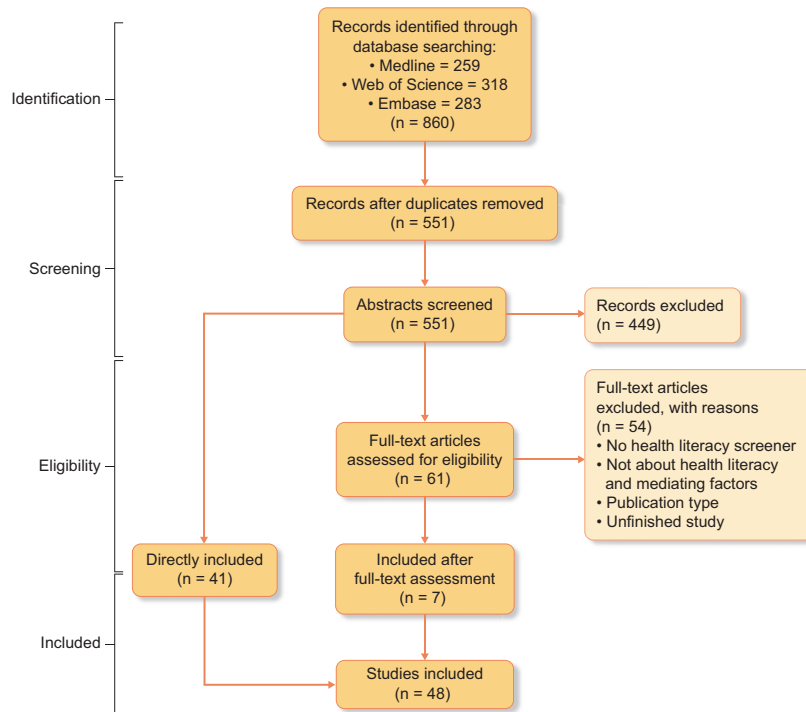 Identification
Records identified through
database searching:
• Medline = 259
• Web of Science = 318
• Embase = 283
(n = 860)
Screening
Records after duplicates removed
(n = 551)
Abstracts screened
(n = 551)
Records excluded
(n = 449)
Eligibility
Full-text articles
assessed for eligibility
(n = 61)
Full-text articles
excluded, with reasons
(n = 54)
• No health literacy screener
• Not about health literacy
and mediating factors
• Publication type
• Unfinished study
Directly included
(n = 41)
Included after
full-text assessment
(n = 7)
Included
Studies included
(n = 48)